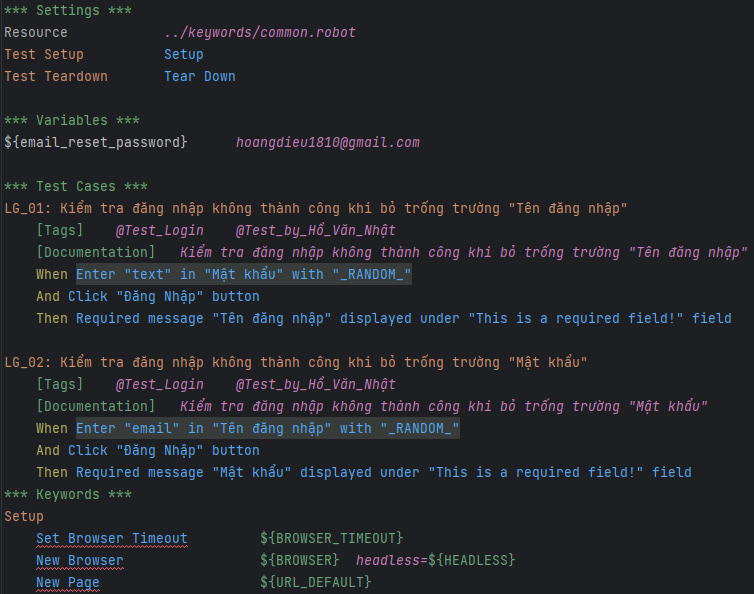 *** Settings ***
Resource            ../keywords/common.robot
Test Setup          Setup
Test Teardown       Tear Down
*** Variables ***
${email_reset_password}      hoangdieu1810@gmail.com
*** Test Cases ***
LG_01: Kiểm tra đăng nhập không thành công khi bỏ trống trường "Tên đăng nhập"
    [Tags]    @Test_Login    @Test_by_Hồ_Văn_Nhật
    [Documentation]   Kiểm tra đăng nhập không thành công khi bỏ trống trường "Tên đăng nhập"
    When Enter "text" in "Mật khẩu" with "_RANDOM_"
    And Click "Đăng Nhập" button
    Then Required message "Tên đăng nhập" displayed under "This is a required field!" field
LG_02: Kiểm tra đăng nhập không thành công khi bỏ trống trường "Mật khẩu"
    [Tags]    @Test_Login    @Test_by_Hồ_Văn_Nhật
    [Documentation]   Kiểm tra đăng nhập không thành công khi bỏ trống trường "Mật khẩu"
    When Enter "email" in "Tên đăng nhập" with "_RANDOM_"
    And Click "Đăng Nhập" button
    Then Required message "Mật khẩu" displayed under "This is a required field!" field
*** Keywords ***
Setup
    Set Browser Timeout         ${BROWSER_TIMEOUT}
    New Browser                 ${BROWSER}  headless=${HEADLESS}
    New Page                    ${URL_DEFAULT}